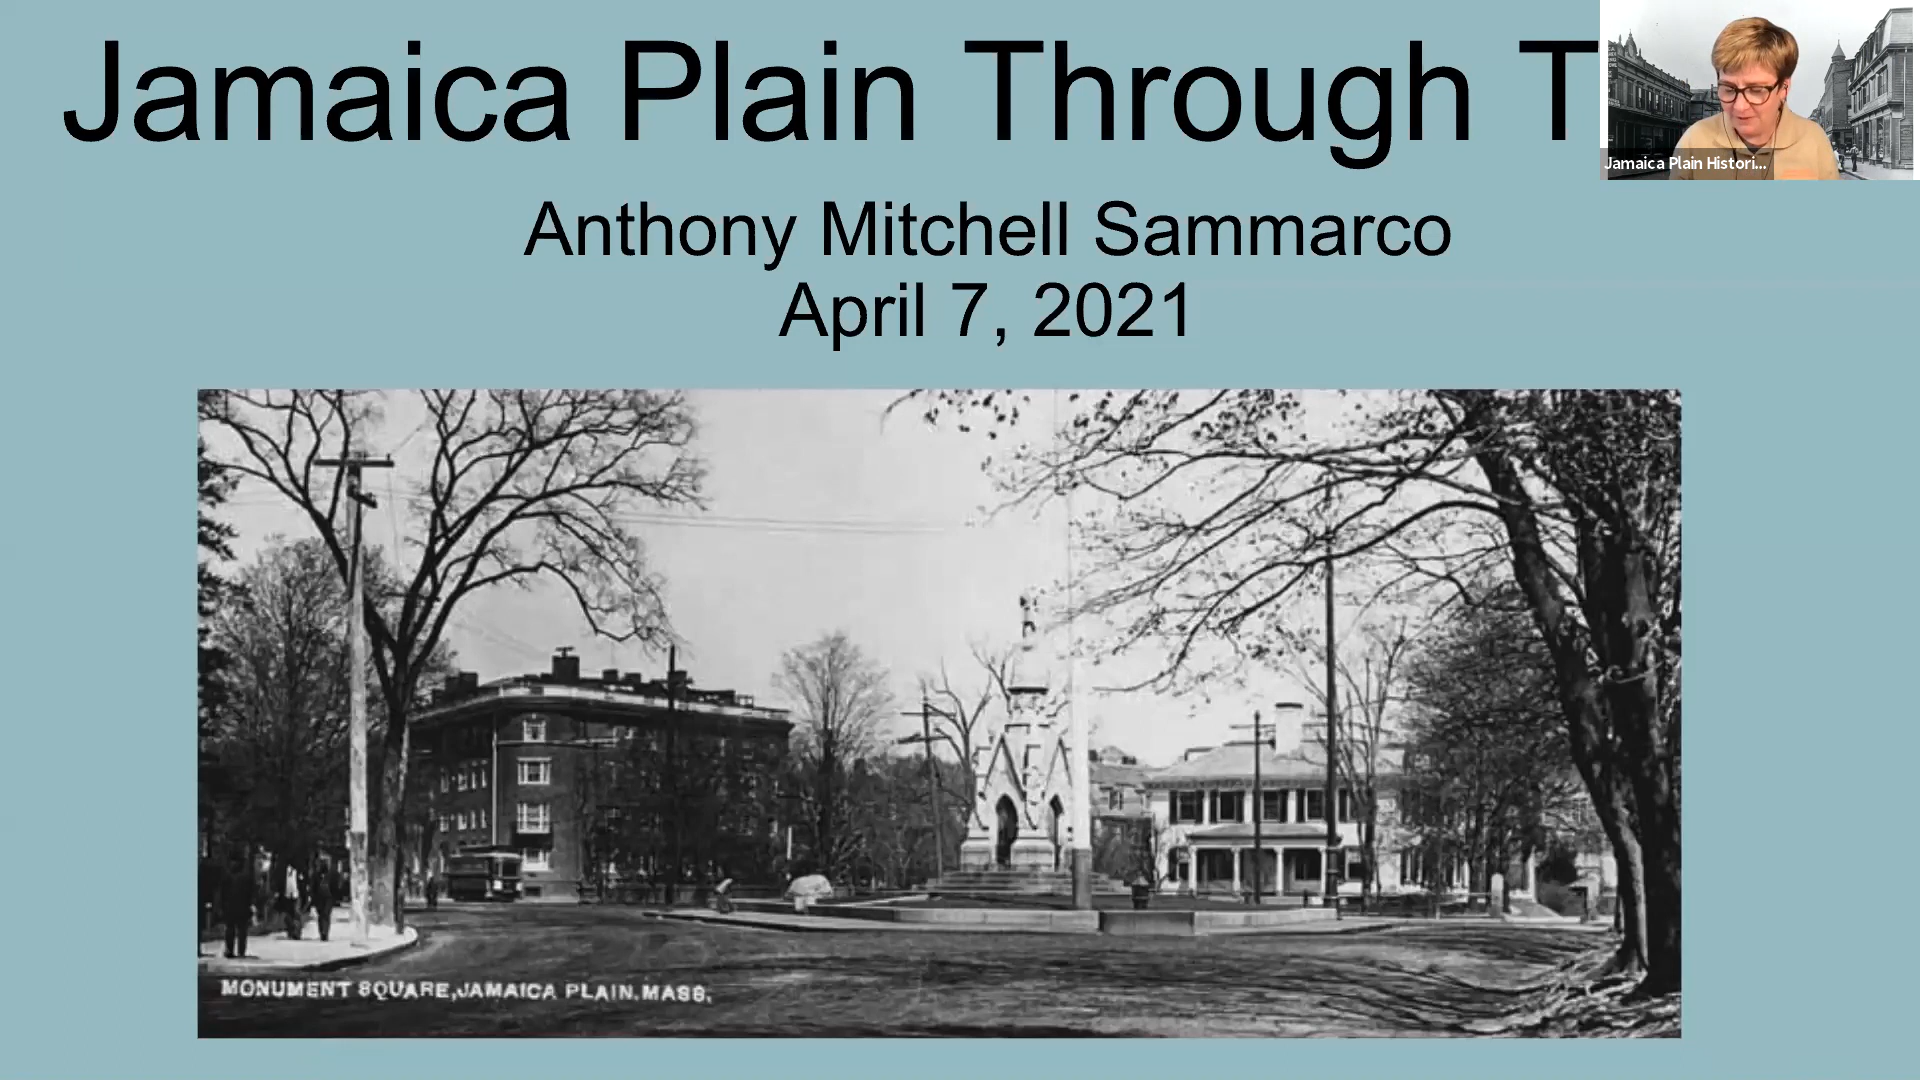 Jamaica Plain Through T
Jamaica Plain Histori...
Anthony Mitchell Sammarco
April 7, 2021
MONUMENT SQUARE, JAMAICA PLAIN. MASS.